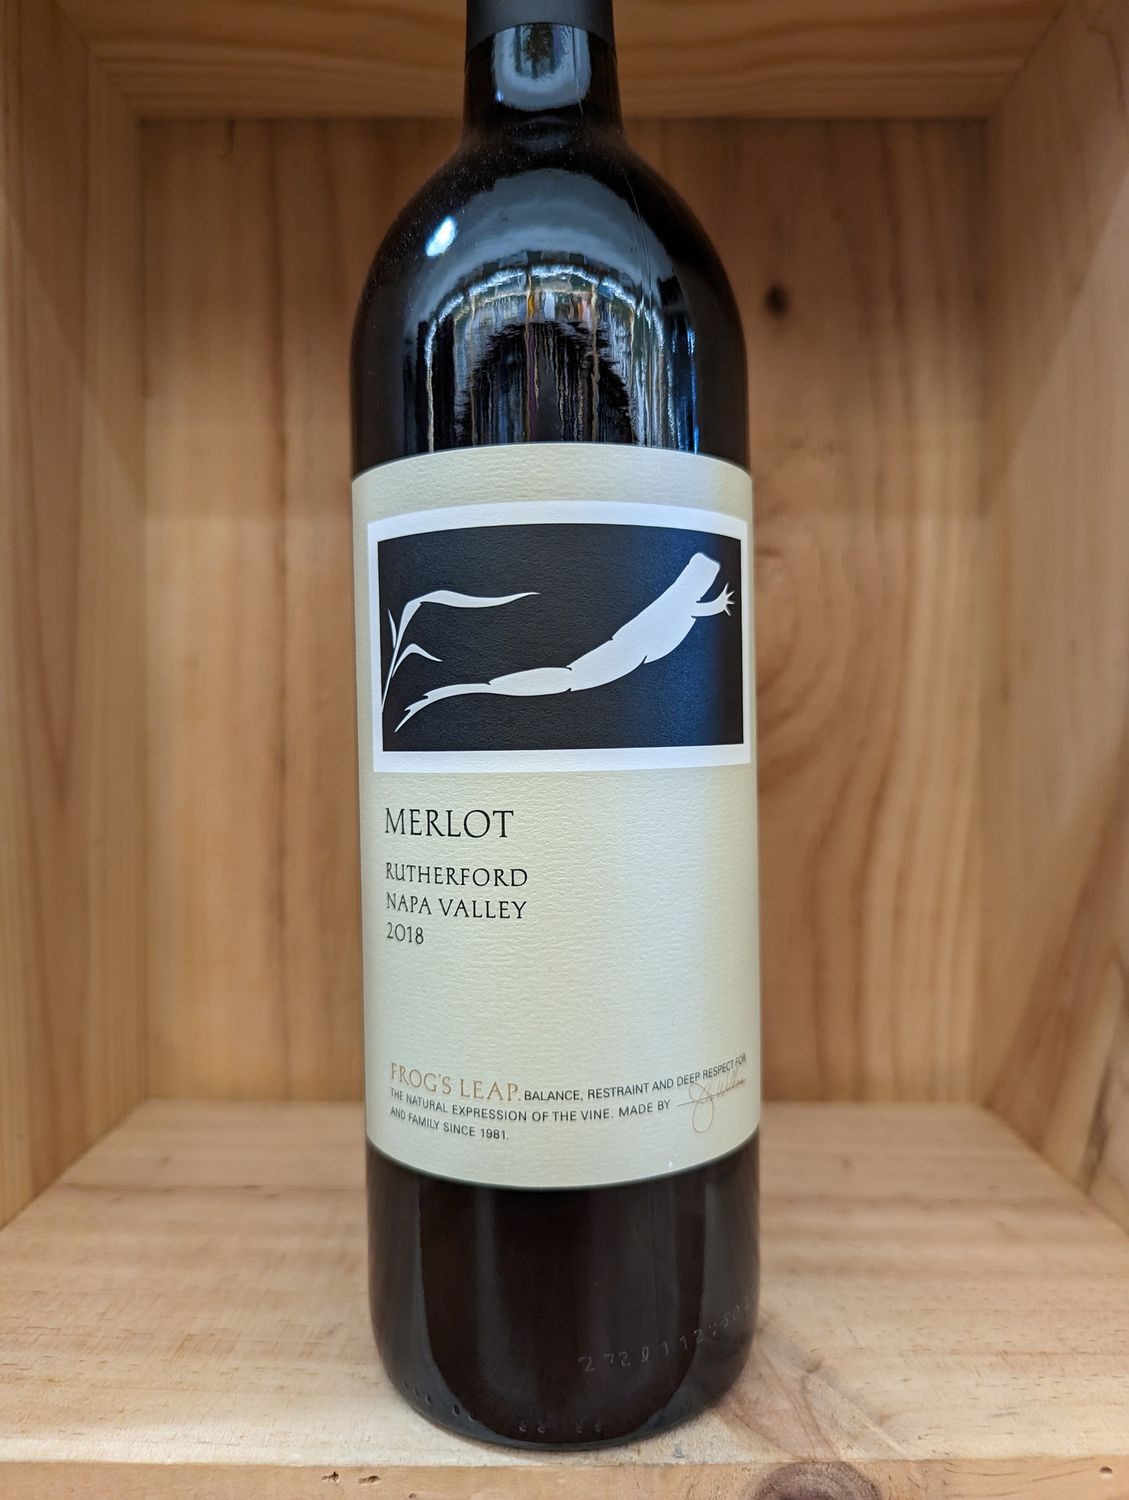 MERLOT
RUTHERFORD
NAPA VALLEY
2018
FROG'S LEAP. BALANCE, RESTRAINT AND DEEP RESPECT FOR
THE NATURAL EXPRESSION OF THE VINE. MADE BY
AND FAMILY SINCE 1981.